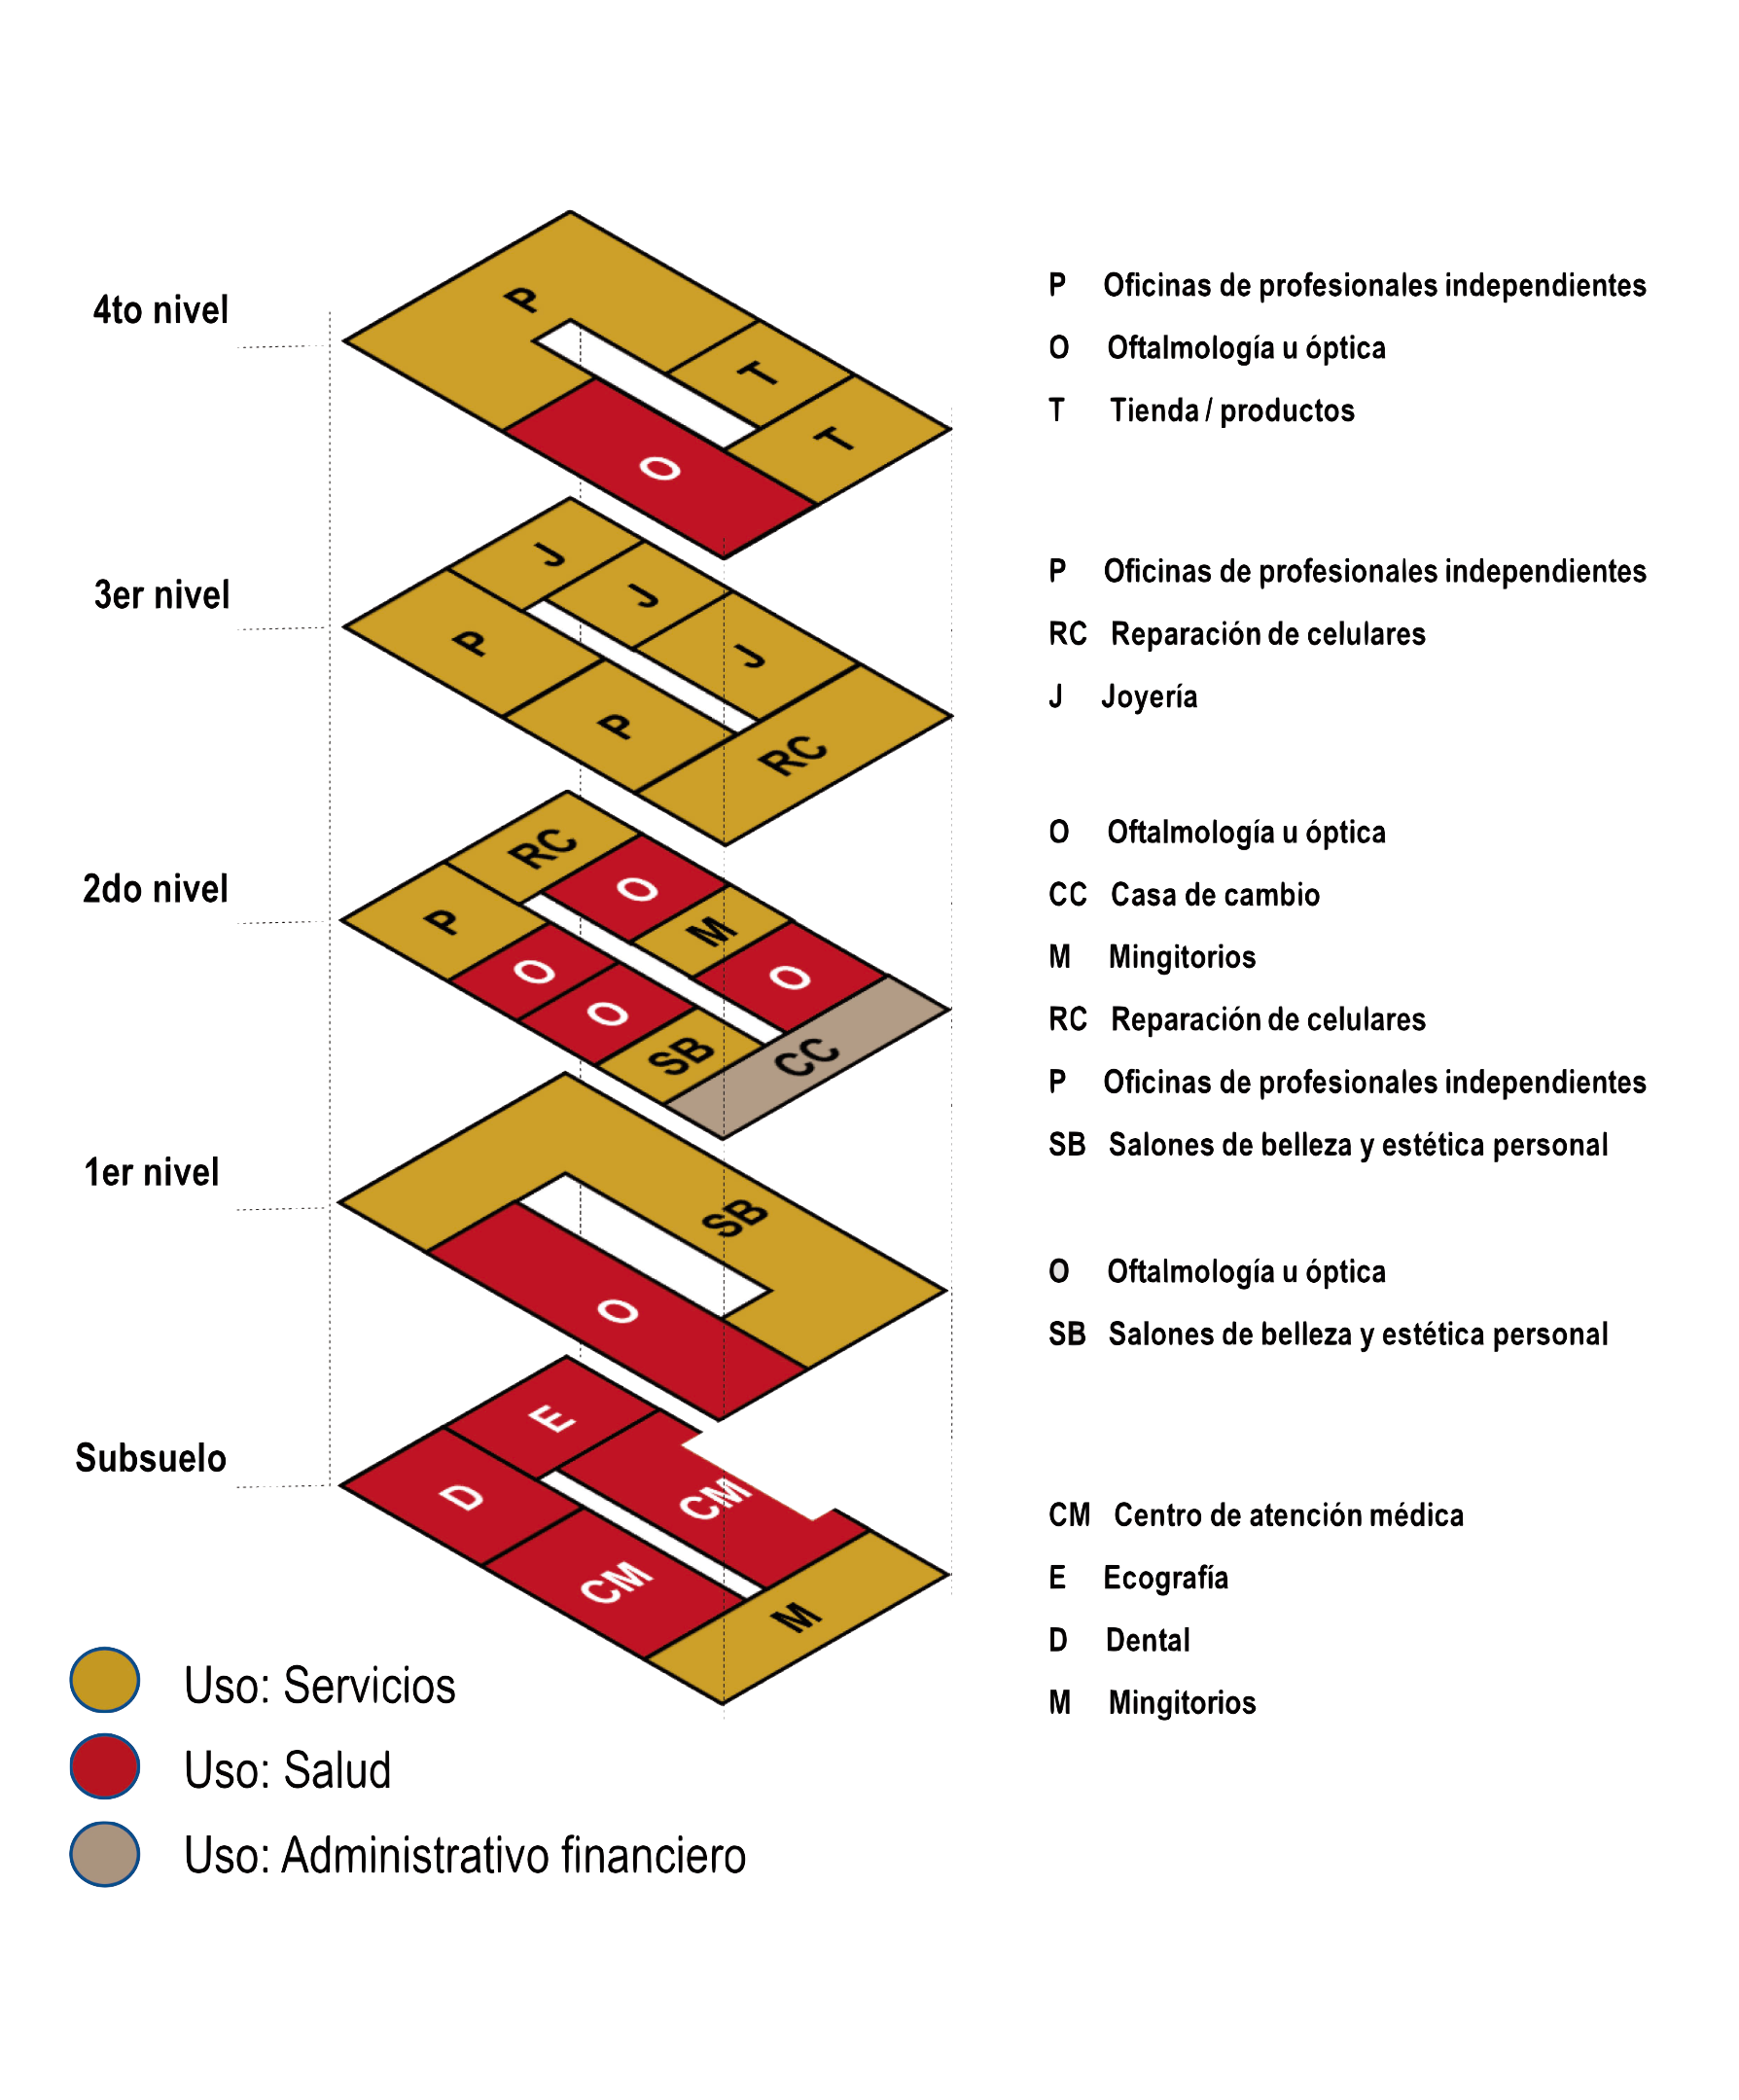 4to nivel
P
T
T
O
P Oficinas de profesionales independientes
O Oftalmología u óptica
T Tienda / productos
3er nivel
J
J
J
P
P
RC
P Oficinas de profesionales independientes
RC Reparación de celulares
J Joyería
2do nivel
RC
O
M
O
P
O
O
SB
CC
O Oftalmología u óptica
CC Casa de cambio
M Mingitorios
RC Reparación de celulares
P Oficinas de profesionales independientes
SB Salones de belleza y estética personal
1er nivel
SB
O
O Oftalmología u óptica
SB Salones de belleza y estética personal
Subsuelo
E
D
CM
CM
M
CM Centro de atención médica
E Ecografía
D Dental
M Mingitorios
Uso: Servicios
Uso: Salud
Uso: Administrativo financiero